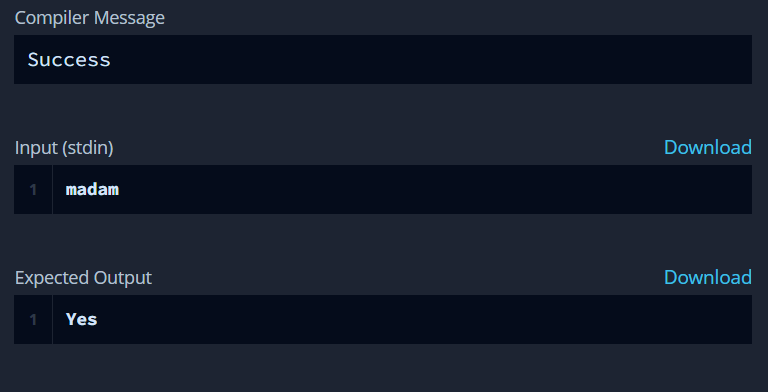 Compiler Message
Success
Input (stdin) Download
1 madam
Expected Output Download
1 Yes